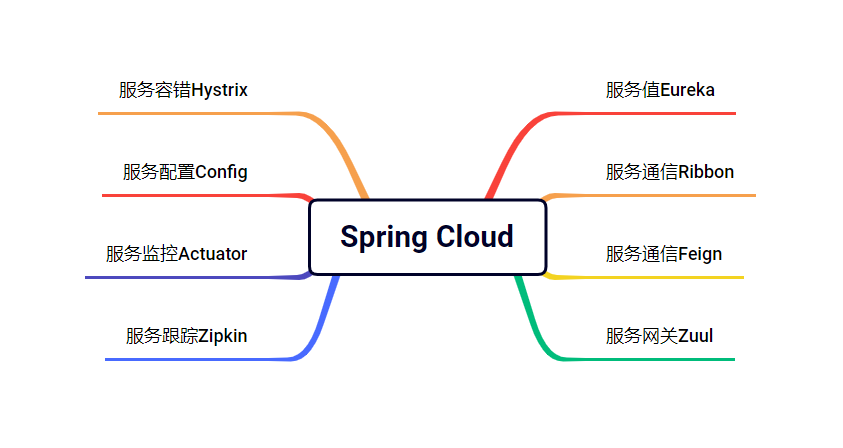 服务容错Hystrix
服务值Eureka
服务配置Config
服务通信Ribbon
Spring Cloud
服务监控Actuator
服务通信Feign
服务跟踪Zipkin
服务网关Zuul